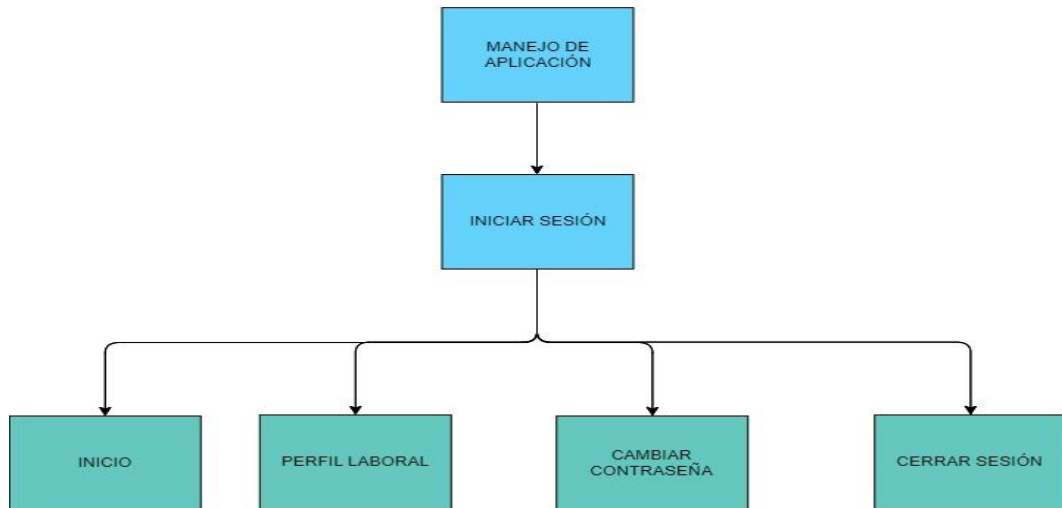 MANEJO DE
APLICACIÓN
INICIAR SESIÓN
INICIO
PERFIL LABORAL
CAMBIAR
CONTRASEÑA
CERRAR SESIÓN